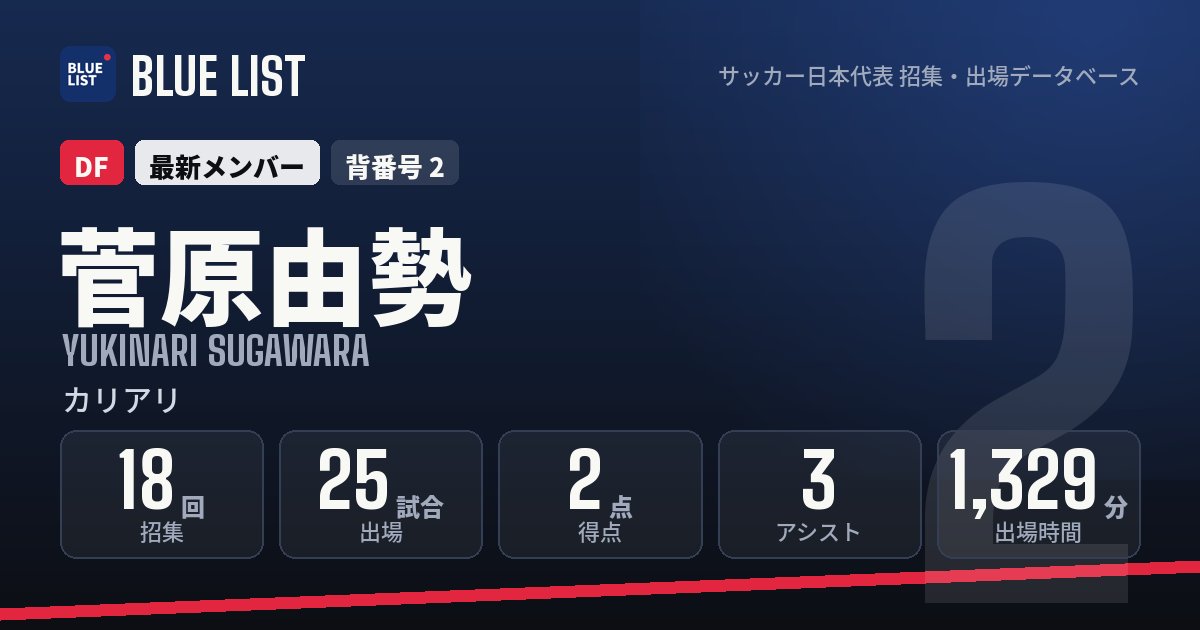 BLUE LIST
BLUE LIST
サッカー日本代表 招集・出場データベース
DF 最新メンバー 背番号 2
菅原由勢
YUKINARI SUGAWARA
カリアリ
2
18回
招集
25試合
出場
2点
得点
3
アシスト
1,329分
出場時間